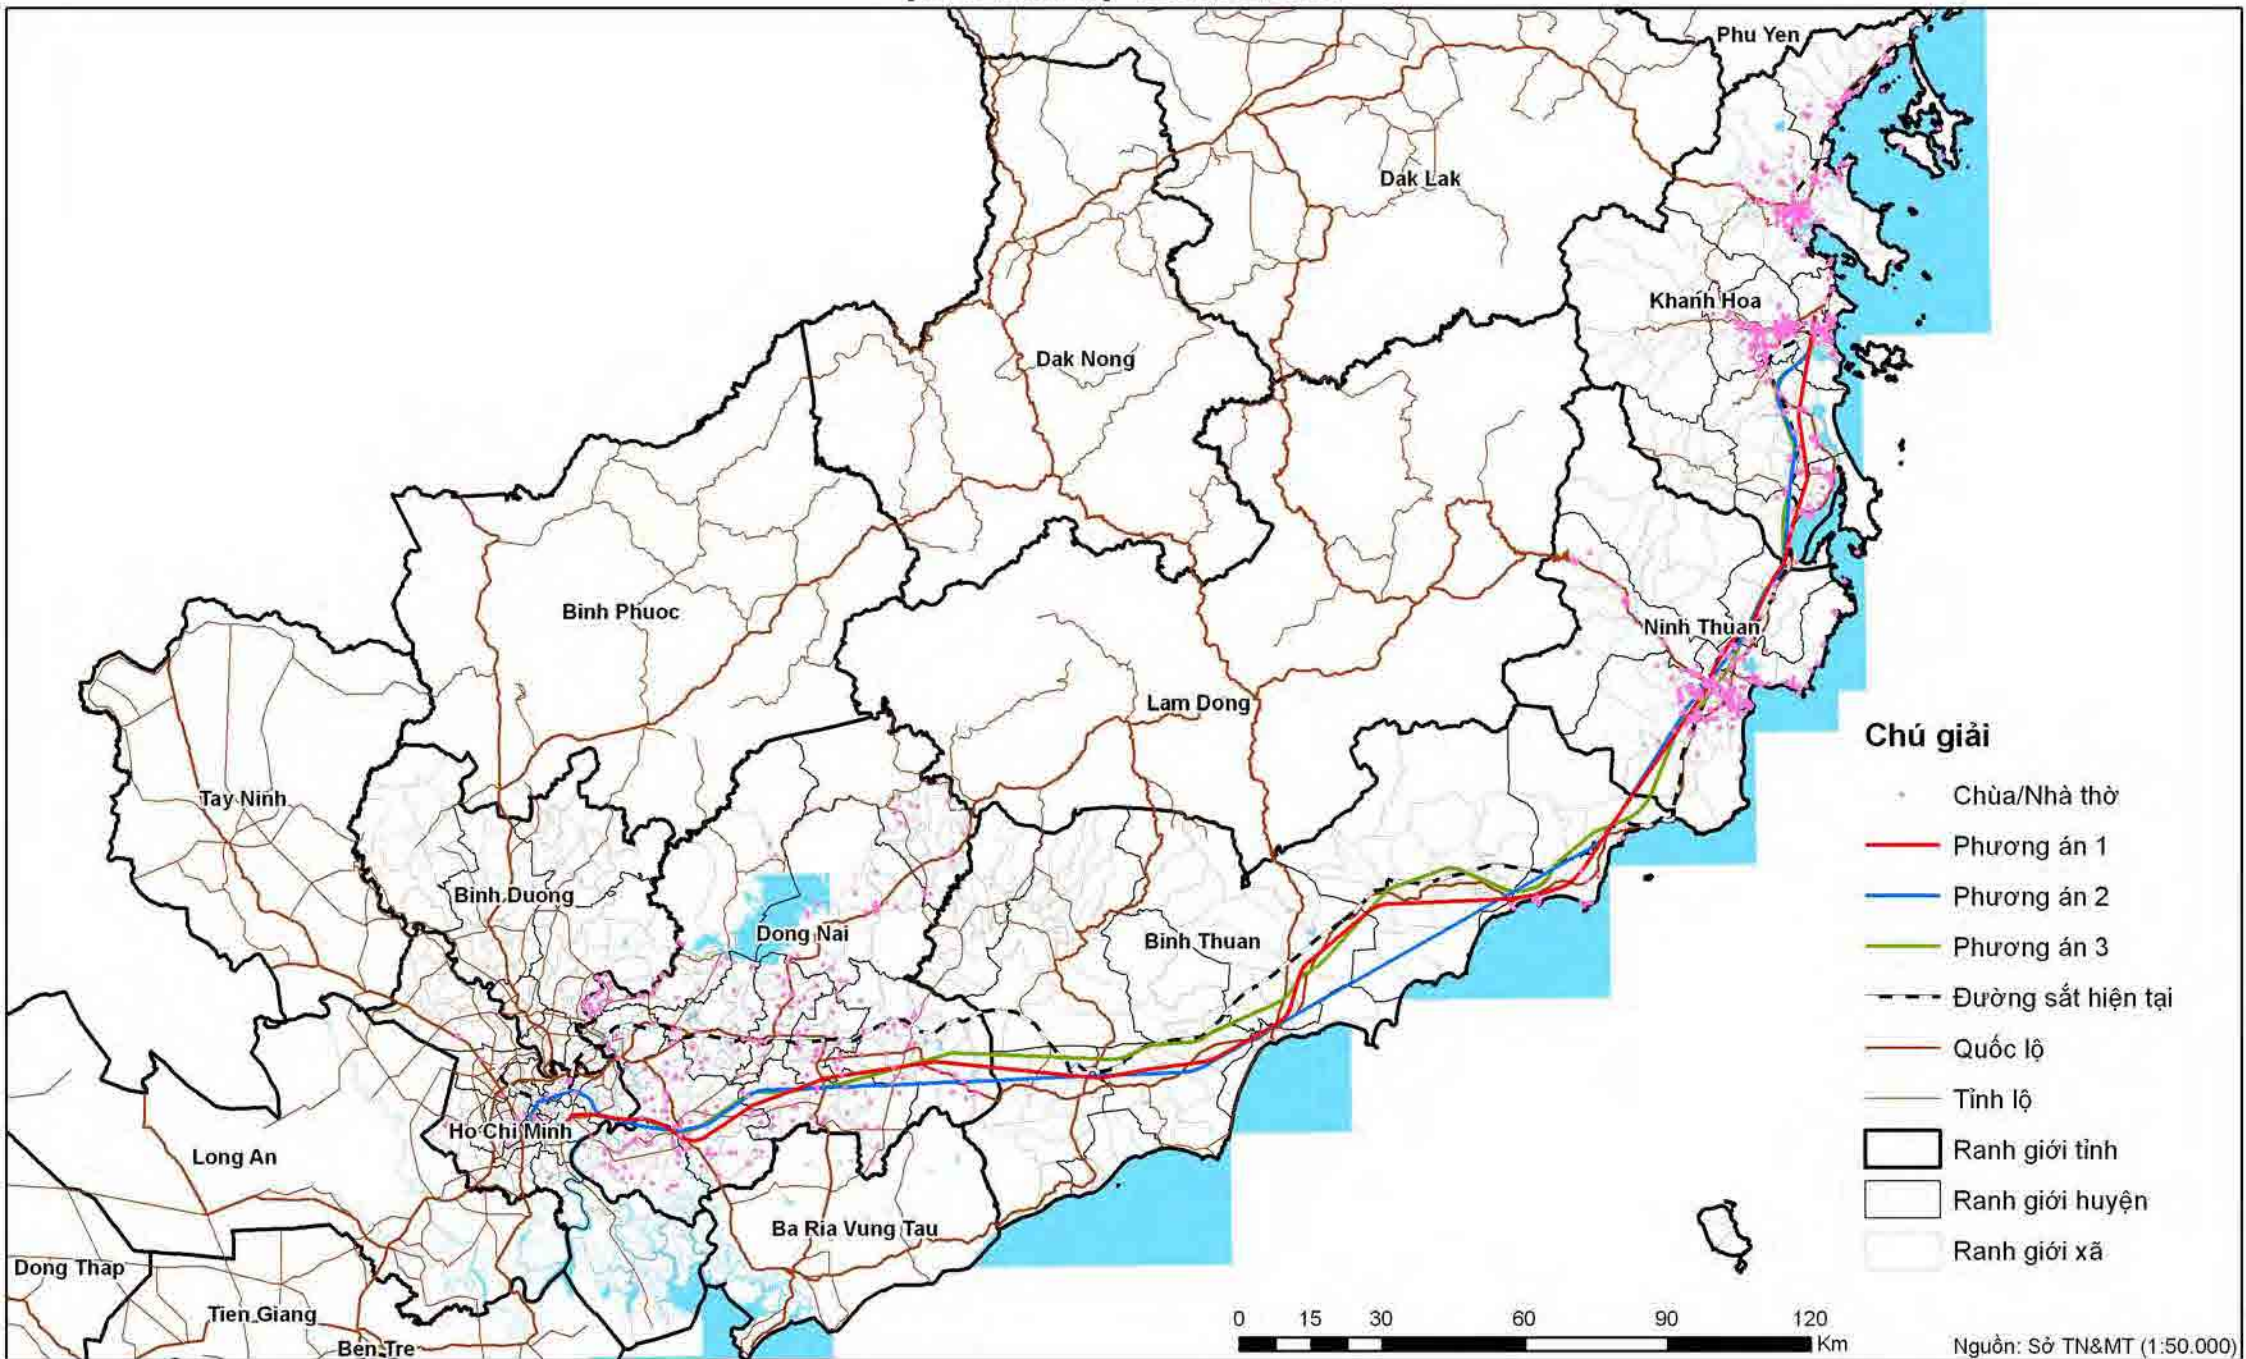 Phu Yen
Dak Lak
Khanh Hoa
Dak Nong
Binh Phuoc
Ninh Thuan
Lam Dong
Tay Ninh
Binh Duong
Dong Nai
Binh Thuan
Ho Chi Minh
Long An
Ba Ria Vung Tau
Dong Thap
Tien Giang
Ben Tre
Chú giải
Chùa/Nhà thờ
Phương án 1
Phương án 2
Phương án 3
Đường sắt hiện tại
Quốc lộ
Tỉnh lộ
Ranh giới tỉnh
Ranh giới huyện
Ranh giới xã
0 15 30 60 90 120
Km
Nguồn: Sở TN&MT (1:50.000)